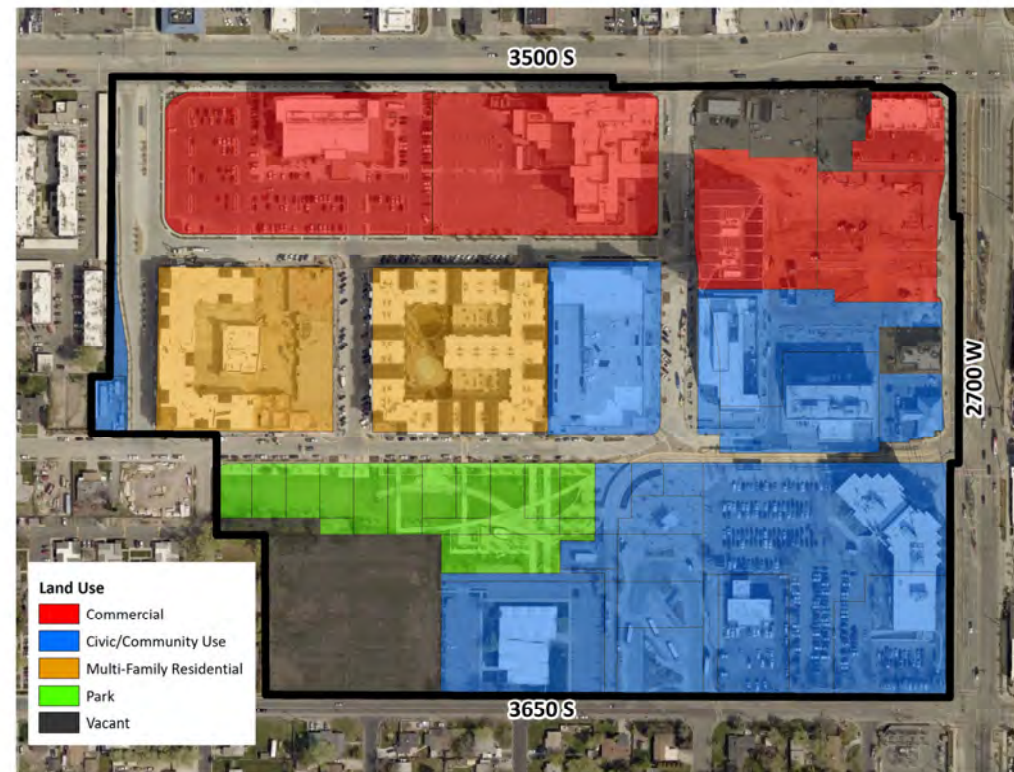 3500 S
2700 W
Land Use
Commercial
Civic/Community Use
Multi-Family Residential
Park
Vacant
3650 S